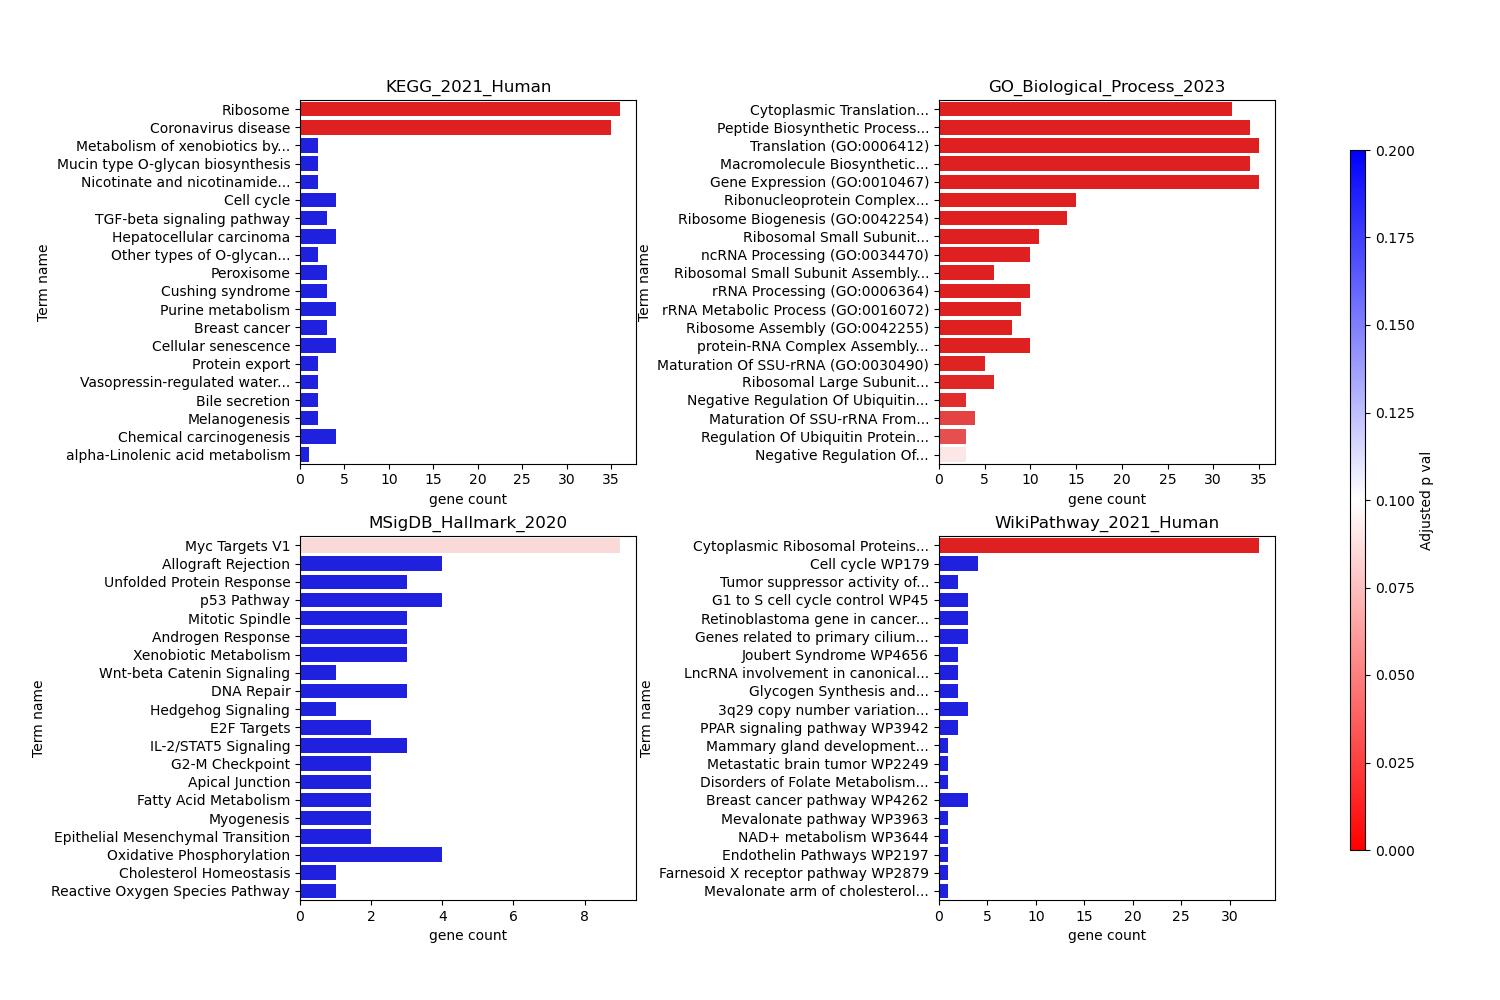 KEGG_2021_Human
Term name
Ribosome
Coronavirus disease
Metabolism of xenobiotics by...
Mucin type O-glycan biosynthesis
Nicotinate and nicotinamide...
Cell cycle
TGF-beta signaling pathway
Hepatocellular carcinoma
Other types of O-glycan...
Peroxisome
Cushing syndrome
Purine metabolism
Breast cancer
Cellular senescence
Protein export
Vasopressin-regulated water...
Bile secretion
Melanogenesis
Chemical carcinogenesis
alpha-Linolenic acid metabolism
0 5 10 15 20 25 30 35
gene count
GO_Biological_Process_2023
Term name
Cytoplasmic Translation...
Peptide Biosynthetic Process...
Translation (GO:0006412)
Macromolecule Biosynthetic...
Gene Expression (GO:0010467)
Ribonucleoprotein Complex...
Ribosome Biogenesis (GO:0042254)
Ribosomal Small Subunit...
ncRNA Processing (GO:0034470)
Ribosomal Small Subunit Assembly...
rRNA Processing (GO:0006364)
rRNA Metabolic Process (GO:0016072)
Ribosome Assembly (GO:0042255)
protein-RNA Complex Assembly...
Maturation Of SSU-rRNA (GO:0030490)
Ribosomal Large Subunit...
Negative Regulation Of Ubiquitin...
Maturation Of SSU-rRNA From...
Regulation Of Ubiquitin Protein...
Negative Regulation Of...
0 5 10 15 20 25 30 35
gene count
MSigDB_Hallmark_2020
Term name
Myc Targets V1
Allograft Rejection
Unfolded Protein Response
p53 Pathway
Mitotic Spindle
Androgen Response
Xenobiotic Metabolism
Wnt-beta Catenin Signaling
DNA Repair
Hedgehog Signaling
E2F Targets
IL-2/STAT5 Signaling
G2-M Checkpoint
Apical Junction
Fatty Acid Metabolism
Myogenesis
Epithelial Mesenchymal Transition
Oxidative Phosphorylation
Cholesterol Homeostasis
Reactive Oxygen Species Pathway
0 2 4 6 8
gene count
WikiPathway_2021_Human
Term name
Cytoplasmic Ribosomal Proteins...
Cell cycle WP179
Tumor suppressor activity of...
G1 to S cell cycle control WP45
Retinoblastoma gene in cancer...
Genes related to primary cilium...
Joubert Syndrome WP4656
LncRNA involvement in canonical...
Glycogen Synthesis and...
3q29 copy number variation...
PPAR signaling pathway WP3942
Mammary gland development...
Metastatic brain tumor WP2249
Disorders of Folate Metabolism...
Breast cancer pathway WP4262
Mevalonate pathway WP3963
NAD+ metabolism WP3644
Endothelin Pathways WP2197
Farnesoid X receptor pathway WP2879
Mevalonate arm of cholesterol...
0 5 10 15 20 25 30
gene count
0.200
0.175
0.150
0.125
0.100
0.075
0.050
0.025
0.000
Adjusted p val